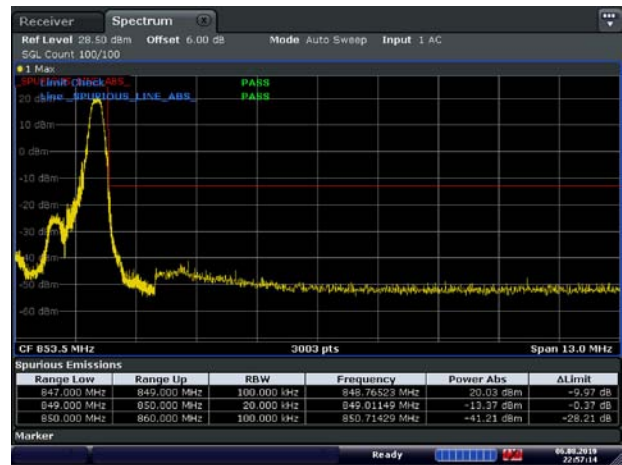 Receiver Spectrum
Ref Level 28.50 dBm Offset 6.00 dB Mode Auto Sweep Input 1 AC
SGL Count 100/100
1 Max
Limit Check PASS
Line _SPURIOUS_LINE_ABS_ PASS
20 dBm
10 dBm
0 dBm
-10 dBm
-20 dBm
-30 dBm
-40 dBm
-50 dBm
-60 dBm
CF 853.5 MHz 3003 pts Span 13.0 MHz
Spurious Emissions
Range Low Range Up RBW Frequency Power Abs ΔLimit
847.000 MHz 849.000 MHz 100.000 kHz 848.76523 MHz 20.03 dBm -9.97 dB
849.000 MHz 850.000 MHz 20.000 kHz 849.01149 MHz -13.37 dBm -0.37 dB
850.000 MHz 860.000 MHz 100.000 kHz 850.71429 MHz -41.21 dBm -28.21 dB
Marker
Ready 05.08.2019
22:57:14